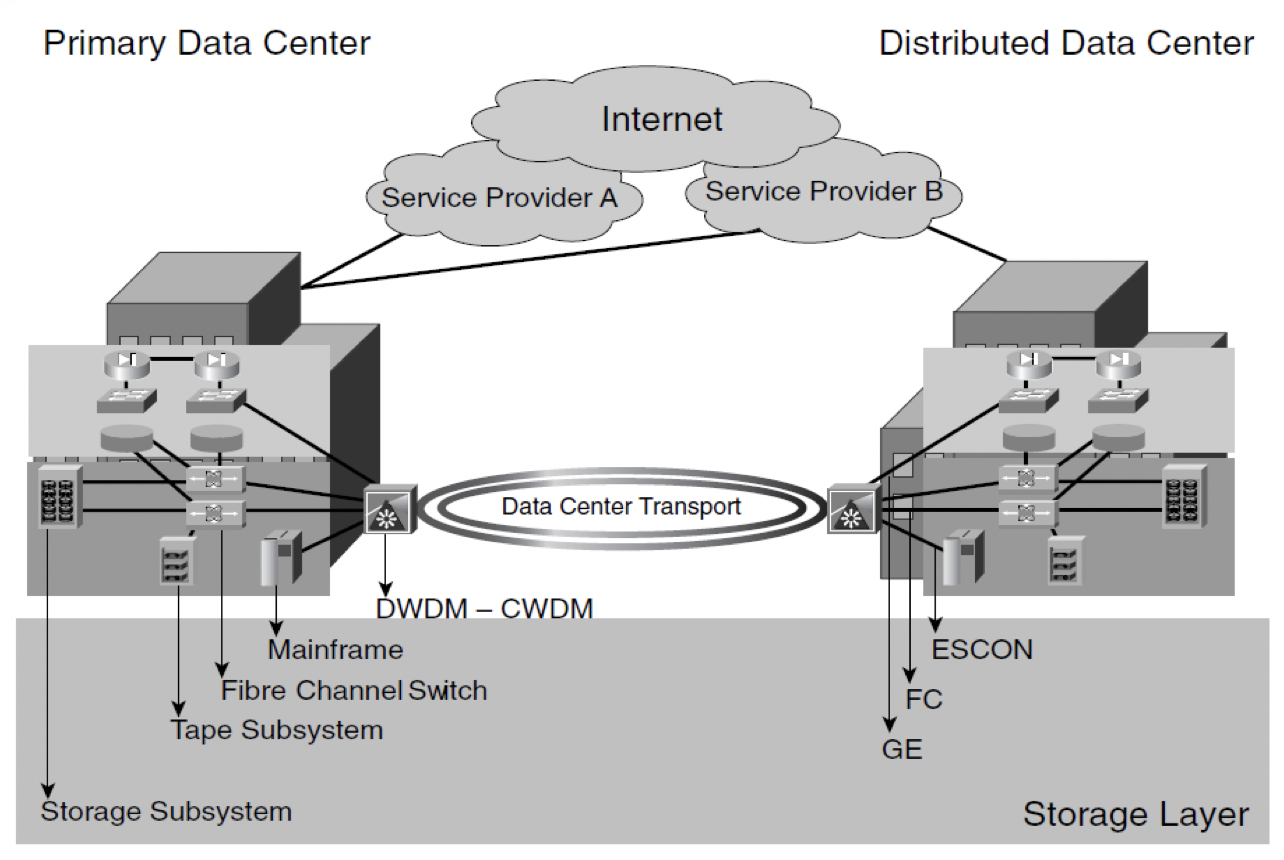 Primary Data Center
Distributed Data Center
Internet
Service Provider A
Service Provider B
Data Center Transport
DWDM – CWDM
Mainframe
Fibre Channel Switch
Tape Subsystem
Storage Subsystem
ESCON
FC
GE
Storage Layer